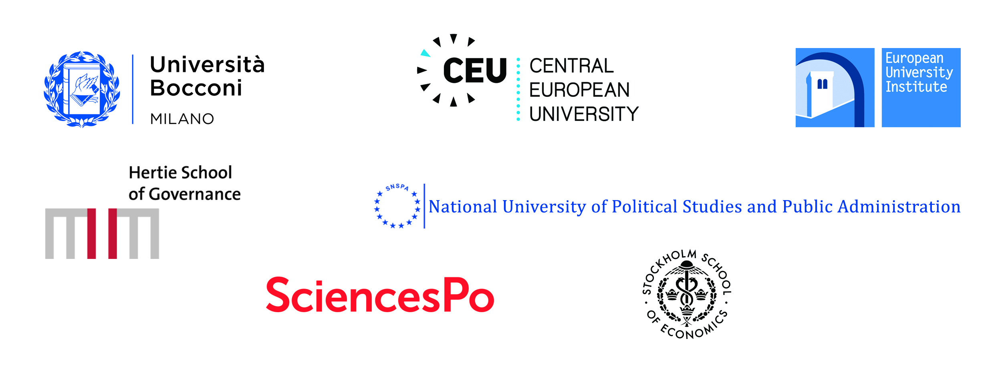 Università
Bocconi
MILANO
CEU
CENTRAL
EUROPEAN
UNIVERSITY
European
University
Institute
Hertie School
of Governance
SNSPA
National University of Political Studies and Public Administration
SciencesPo
STOCKHOLM SCHOOL
· OF ECONOMICS ·